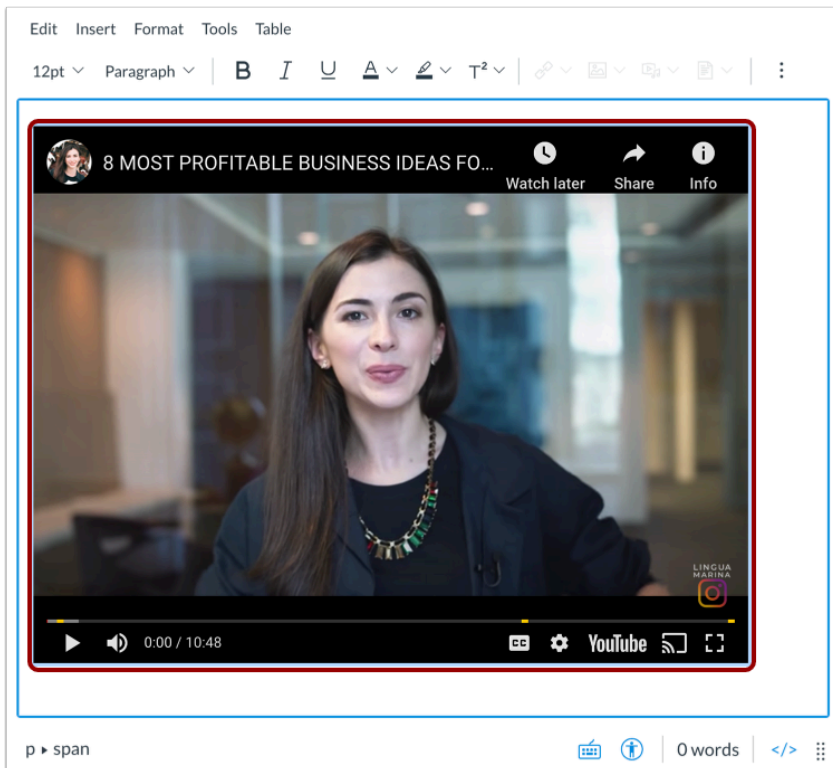 Edit Insert Format Tools Table
12pt Paragraph B I U A T²
8 MOST PROFITABLE BUSINESS IDEAS FO...
Watch later Share Info
LINGUA
MARINA
0:00 / 10:48 CC YouTube
p ▸ span 0 words </>